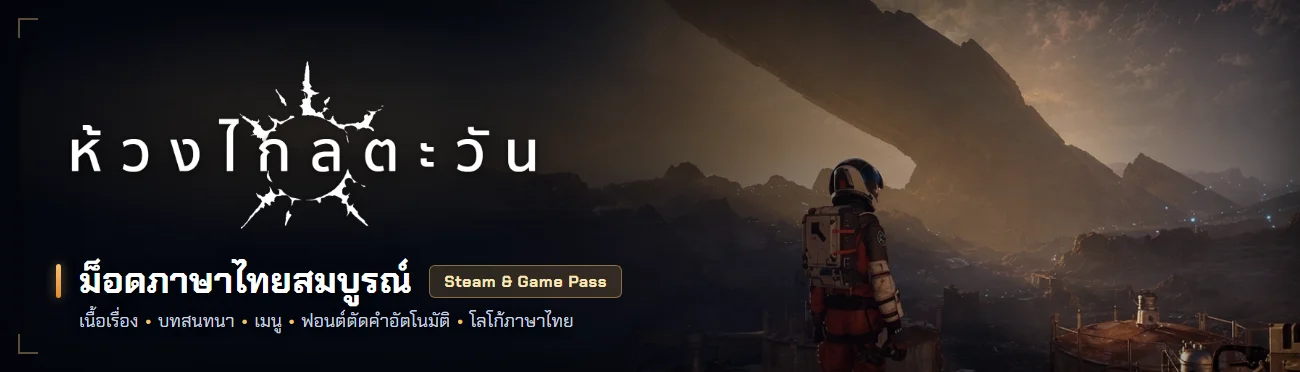 ห้วงไกลตะวัน
ม็อดภาษาไทยสมบูรณ์ Steam & Game Pass
เนื้อเรื่อง • บทสนทนา • เมนู • ฟอนต์ตัดคำอัตโนมัติ • โลโก้ภาษาไทย